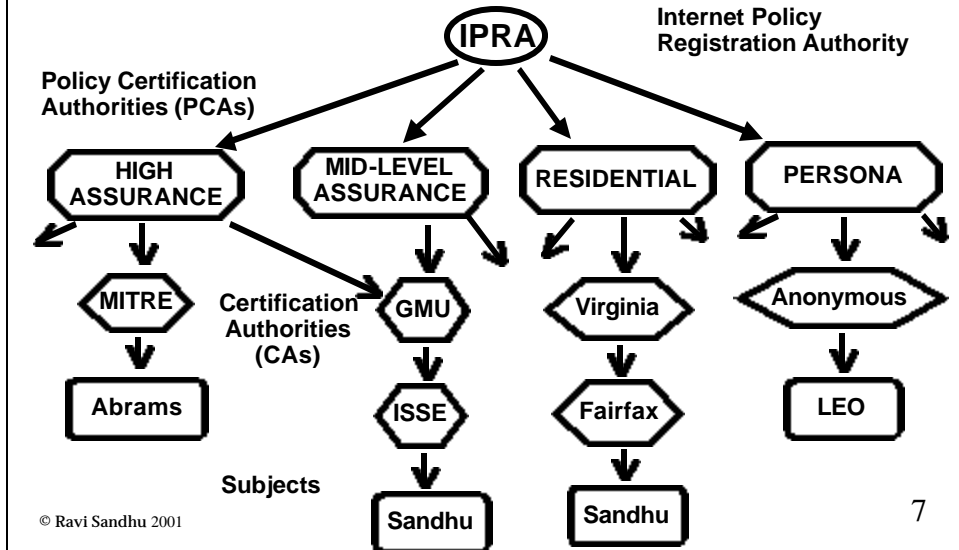 IPRA
Internet Policy
Registration Authority
Policy Certification
Authorities (PCAs)
HIGH
ASSURANCE
MID-LEVEL
ASSURANCE
RESIDENTIAL
PERSONA
MITRE
Certification
Authorities
(CAs)
GMU
Virginia
Anonymous
Abrams
ISSE
Fairfax
LEO
Subjects
Sandhu
Sandhu
© Ravi Sandhu 2001
7